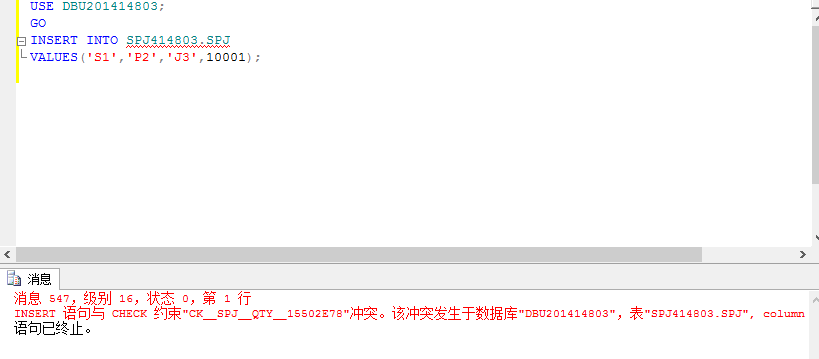 USE DBU201414803;
GO
INSERT INTO SPJ414803.SPJ
VALUES('S1','P2','J3',10001);
消息
消息 547，级别 16，状态 0，第 1 行
INSERT 语句与 CHECK 约束"CK__SPJ__QTY__15502E78"冲突。该冲突发生于数据库"DBU201414803"，表"SPJ414803.SPJ", column
语句已终止。